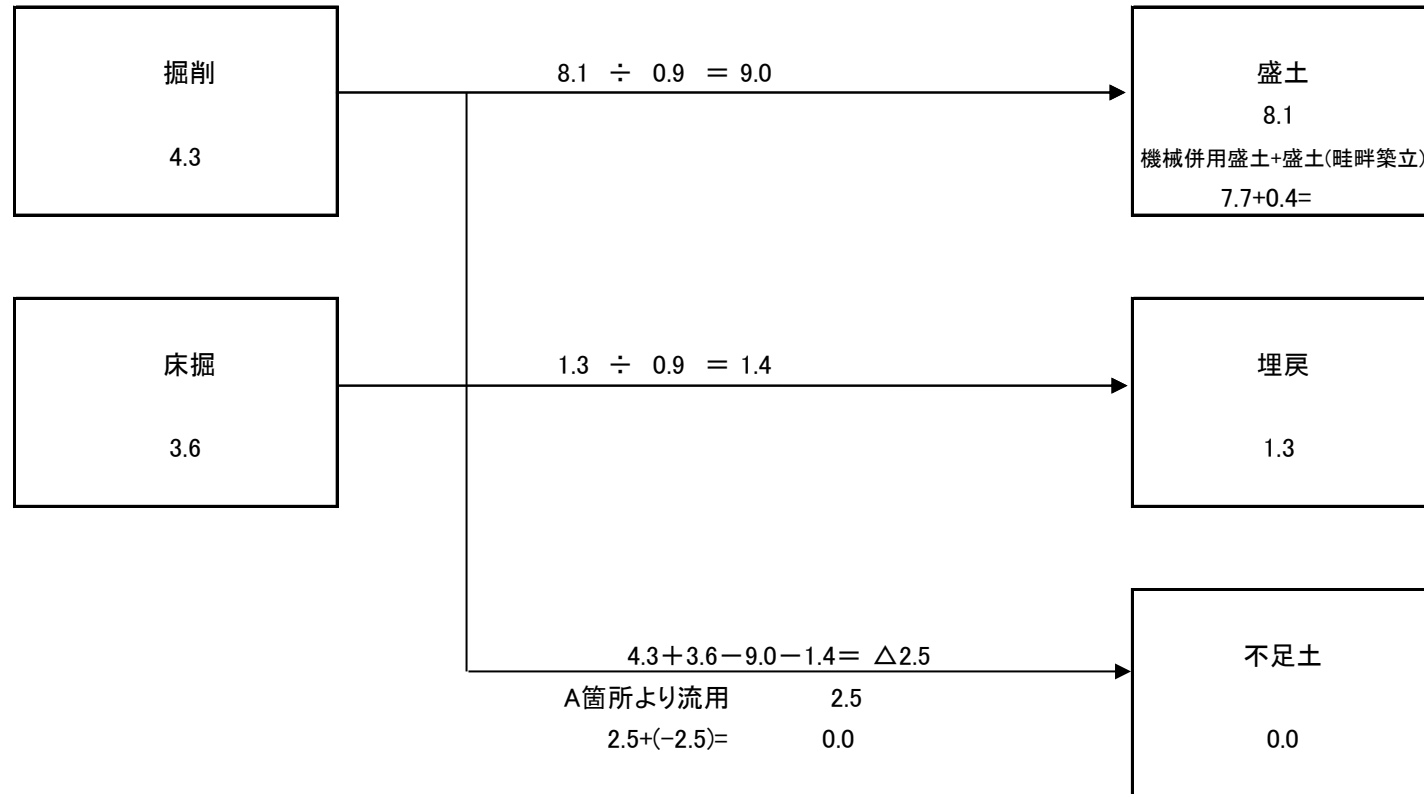 掘削
4.3
8.1 ÷ 0.9 = 9.0
盛土
8.1
機械併用盛土+盛土(畦畔築立)
7.7+0.4=
床掘
3.6
1.3 ÷ 0.9 = 1.4
埋戻
1.3
4.3+3.6-9.0-1.4= △2.5
A箇所より流用 2.5
2.5+(-2.5)= 0.0
不足土
0.0